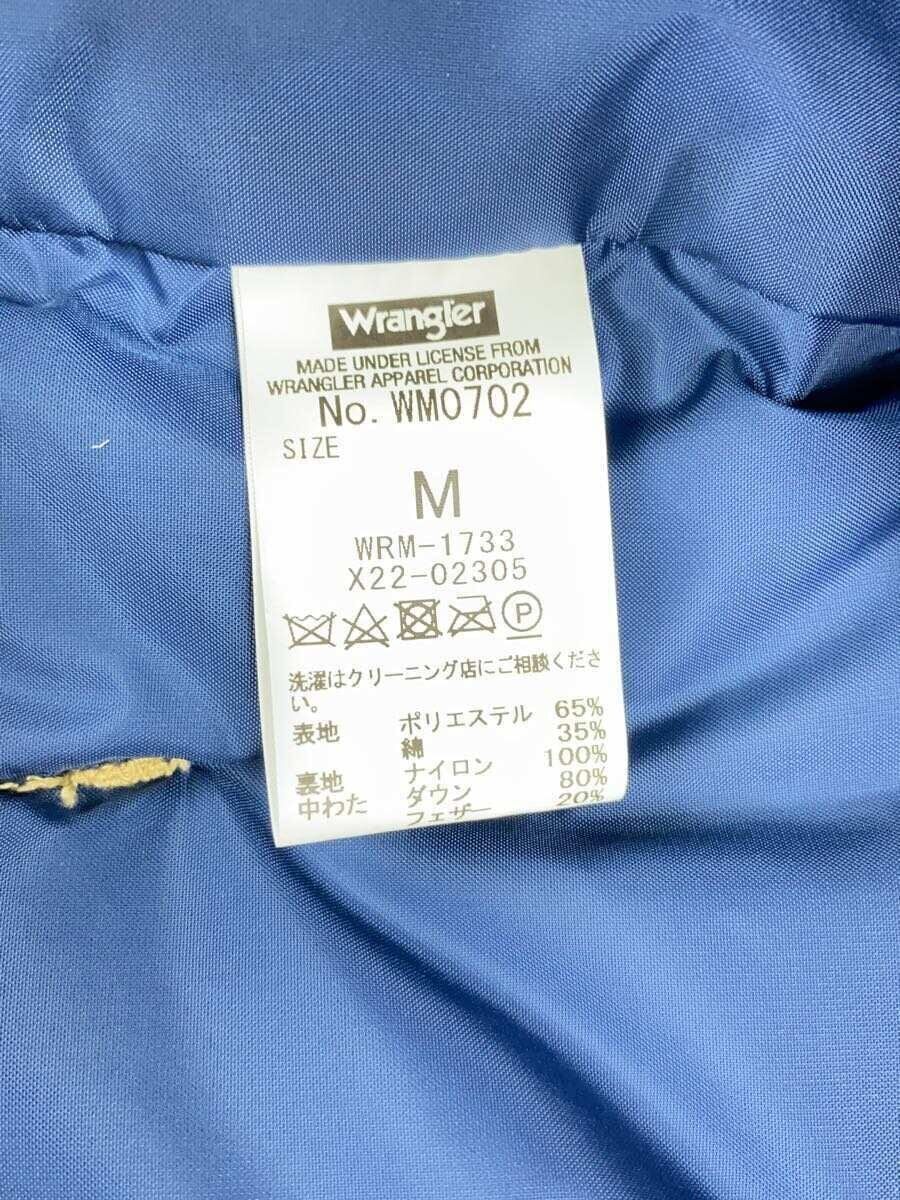 Wrangler
MADE UNDER LICENSE FROM
WRANGLER APPAREL CORPORATION
No. WM0702
SIZE
M
WRM-1733
X22-02305
P
洗濯はクリーニング店にご相談くださ
い。
表地 ポリエステル 65%
綿 35%
裏地 ナイロン 100%
中わた ダウン 80%
フェザー 20%